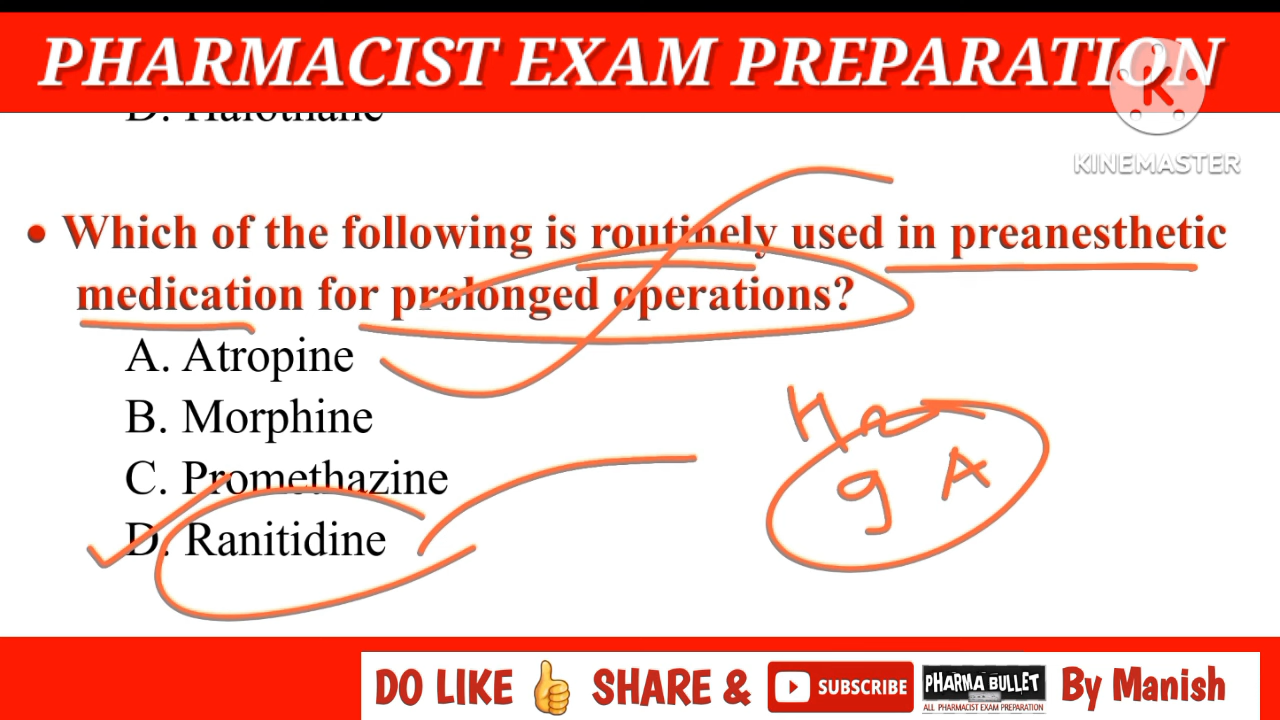 PHARMACIST EXAM PREPARATION
K
KINEMASTER
D. Halothane
• Which of the following is routinely used in preanesthetic
medication for prolonged operations?
A. Atropine
B. Morphine
C. Promethazine
D. Ranitidine
A
DO LIKE 👍 SHARE & SUBSCRIBE PHARMA BULLET By Manish
ALL PHARMACIST EXAM PREPARATION